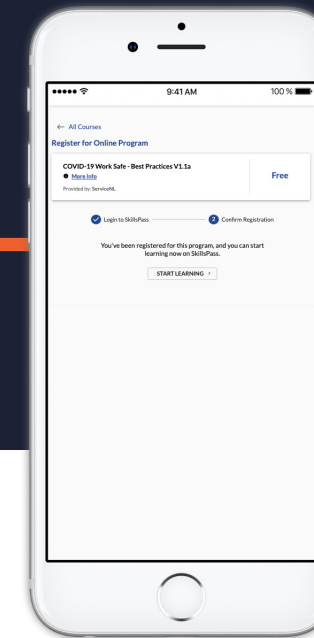 9:41 AM 100 %
← All Courses
Register for Online Program
COVID-19 Work Safe - Best Practices V1.1a
More Info
Free
Provided by: ServiceNL
Login to SkillsPass 2 Confirm Registration
You've been registered for this program, and you can start
learning now on SkillsPass.
START LEARNING ›